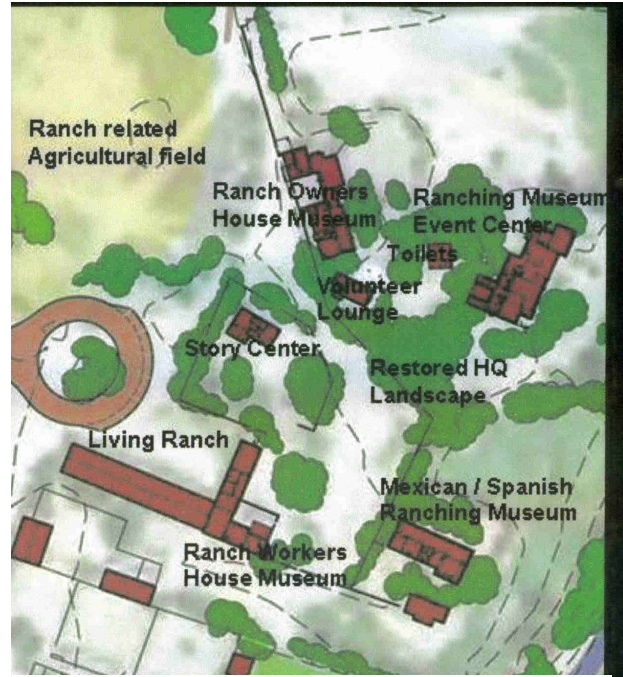 Ranch related
Agricultural field
Ranch Owners
House Museum
Ranching Museum
Event Center
Toilets
Volunteer
Lounge
Story Center
Restored HQ
Landscape
Living Ranch
Mexican / Spanish
Ranching Museum
Ranch Workers
House Museum